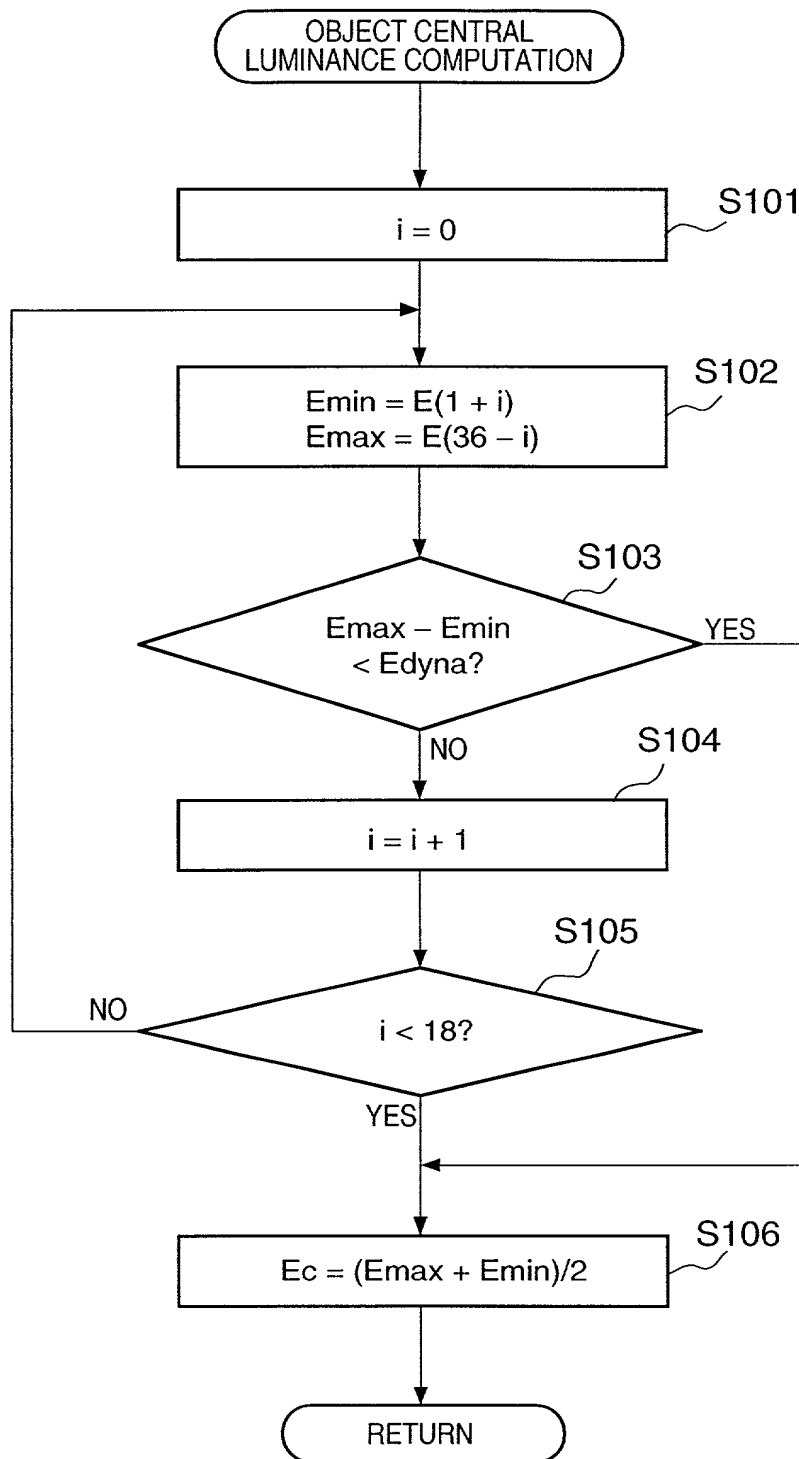 OBJECT CENTRAL
LUMINANCE COMPUTATION
S101
i = 0
S102
Emin = E(1 + i)
Emax = E(36 – i)
S103
Emax – Emin
< Edyna?
YES
NO
S104
i = i + 1
S105
i < 18?
NO
YES
S106
Ec = (Emax + Emin)/2
RETURN